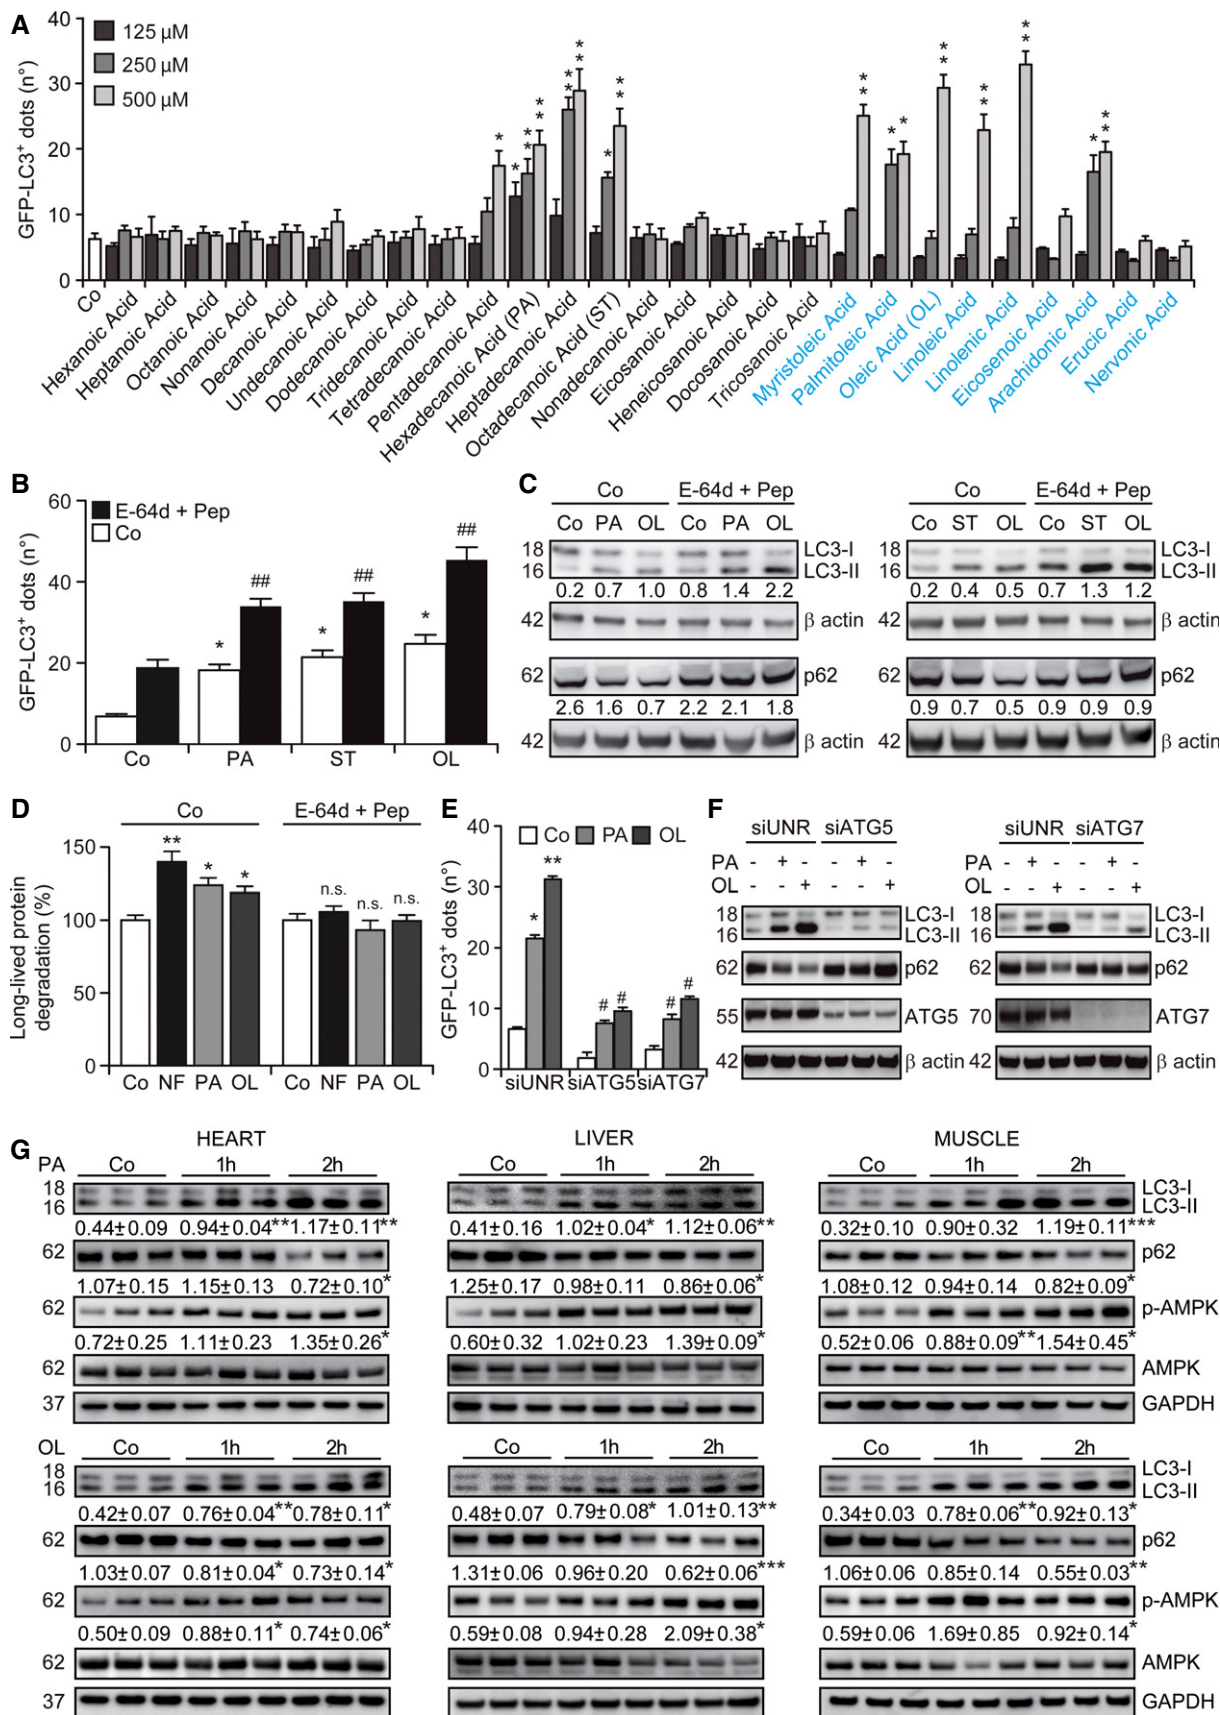 A
40
30
20
10
0
GFP-LC3+ dots (n°)
125 µM
250 µM
500 µM
* * * * * * * * * * * * * * * * * * * * * * * * * *
Co
Hexanoic Acid
Heptanoic Acid
Octanoic Acid
Nonanoic Acid
Decanoic Acid
Undecanoic Acid
Dodecanoic Acid
Tridecanoic Acid
Tetradecanoic Acid
Pentadecanoic Acid
Hexadecanoic Acid (PA)
Heptadecanoic Acid
Octadecanoic Acid (ST)
Nonadecanoic Acid
Eicosanoic Acid
Heneicosanoic Acid
Docosanoic Acid
Tricosanoic Acid
Myristoleic Acid
Palmitoleic Acid
Oleic Acid (OL)
Linoleic Acid
Linolenic Acid
Eicosenoic Acid
Arachidonic Acid
Erucic Acid
Nervonic Acid
B
60
40
20
0
GFP-LC3+ dots (n°)
E-64d + Pep
Co
* ## * ## * ##
Co PA ST OL
C
Co E-64d + Pep
Co PA OL Co PA OL
18 LC3-I
16 LC3-II
0.2 0.7 1.0 0.8 1.4 2.2
42 β actin
62 p62
2.6 1.6 0.7 2.2 2.1 1.8
42 β actin
Co E-64d + Pep
Co ST OL Co ST OL
18 LC3-I
16 LC3-II
0.2 0.4 0.5 0.7 1.3 1.2
42 β actin
62 p62
0.9 0.7 0.5 0.9 0.9 0.9
42 β actin
D
Co E-64d + Pep
150
100
50
0
Long-lived protein
degradation (%)
** * * n.s. n.s. n.s.
Co NF PA OL Co NF PA OL
E
40
30
20
10
0
GFP-LC3+ dots (n°)
Co PA OL
* ** # # # #
siUNR siATG5 siATG7
F
siUNR siATG5
PA - + - - + -
OL - - + - - +
18 LC3-I
16 LC3-II
62 p62
55 ATG5
42 β actin
siUNR siATG7
PA - + - - + -
OL - - + - - +
18 LC3-I
16 LC3-II
62 p62
70 ATG7
42 β actin
G
HEART LIVER MUSCLE
PA Co 1h 2h Co 1h 2h Co 1h 2h
18 LC3-I
16 LC3-II
0.44±0.09 0.94±0.04** 1.17±0.11** 0.41±0.16 1.02±0.04* 1.12±0.06** 0.32±0.10 0.90±0.32 1.19±0.11***
62 p62
1.07±0.15 1.15±0.13 0.72±0.10* 1.25±0.17 0.98±0.11 0.86±0.06* 1.08±0.12 0.94±0.14 0.82±0.09*
62 p-AMPK
0.72±0.25 1.11±0.23 1.35±0.26* 0.60±0.32 1.02±0.23 1.39±0.09* 0.52±0.06 0.88±0.09** 1.54±0.45*
62 AMPK
37 GAPDH
OL Co 1h 2h Co 1h 2h Co 1h 2h
18 LC3-I
16 LC3-II
0.42±0.07 0.76±0.04** 0.78±0.11* 0.48±0.07 0.79±0.08* 1.01±0.13** 0.34±0.03 0.78±0.06** 0.92±0.13*
62 p62
1.03±0.07 0.81±0.04* 0.73±0.14* 1.31±0.06 0.96±0.20 0.62±0.06*** 1.06±0.06 0.85±0.14 0.55±0.03**
62 p-AMPK
0.50±0.09 0.88±0.11* 0.74±0.06* 0.59±0.08 0.94±0.28 2.09±0.38* 0.59±0.06 1.69±0.85 0.92±0.14*
62 AMPK
37 GAPDH